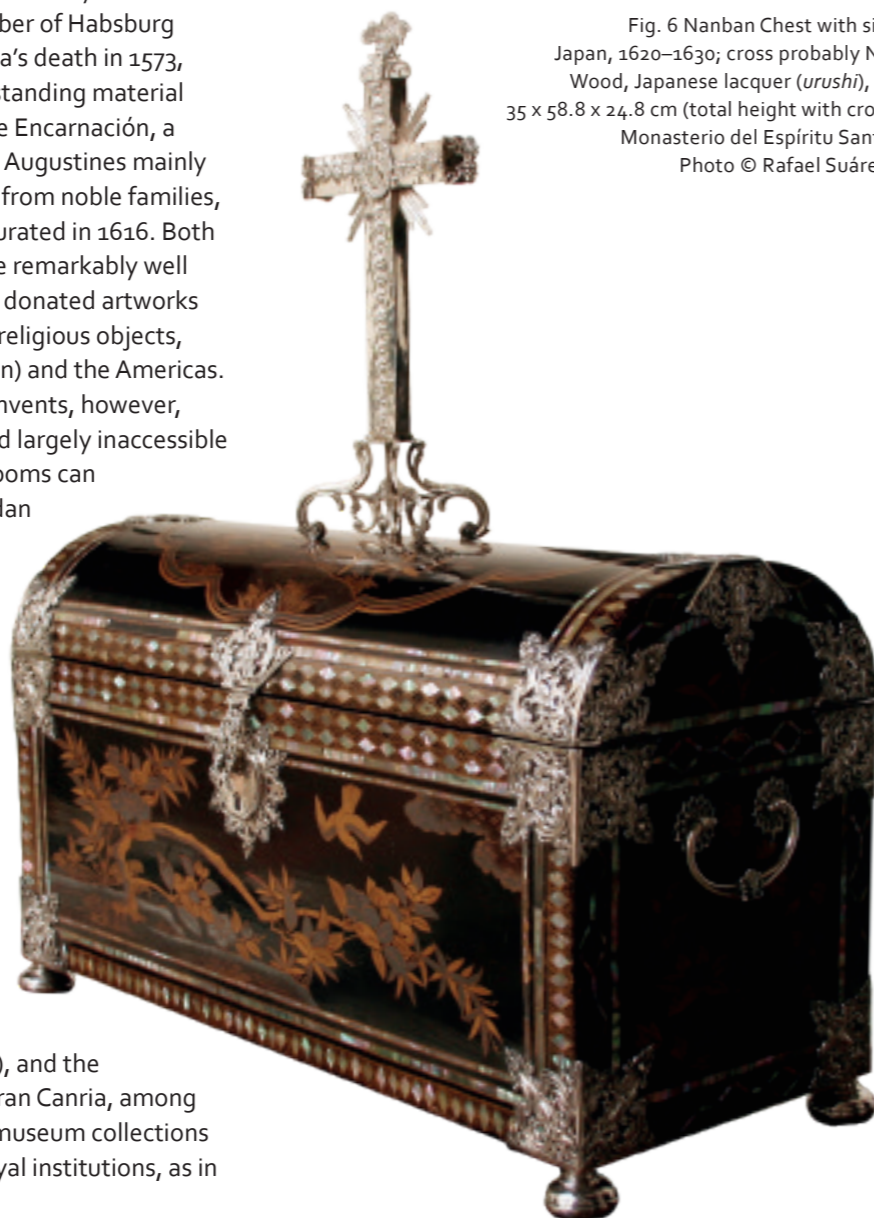 ber of Habsburg
a's death in 1573,
standing material
e Encarnación, a
Augustines mainly
from noble families,
urated in 1616. Both
e remarkably well
donated artworks
religious objects,
n) and the Americas.
nvents, however,
d largely inaccessible
ooms can
dan
), and the
ran Canria, among
museum collections
yal institutions, as in
Fig. 6 Nanban Chest with si
Japan, 1620–1630; cross probably N
Wood, Japanese lacquer (urushi),
35 x 58.8 x 24.8 cm (total height with cro
Monasterio del Espíritu Sant
Photo © Rafael Suáre